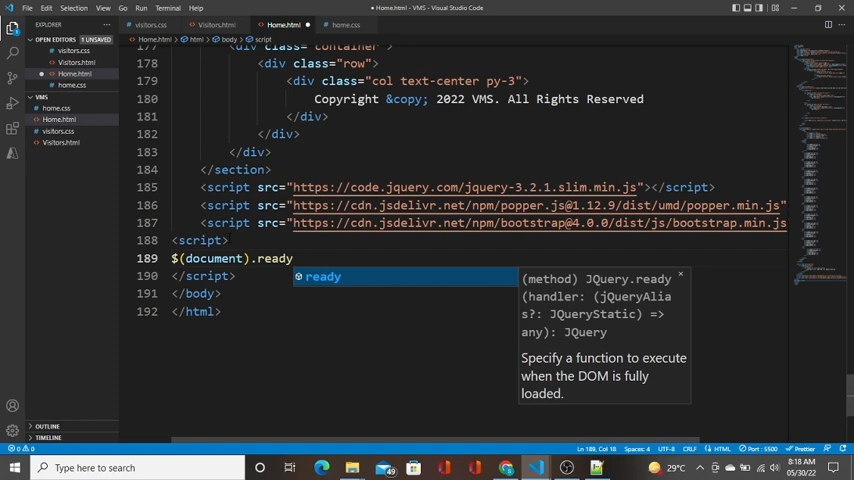 File Edit Selection View Go Run Terminal Help
Home.html - VMS - Visual Studio Code
EXPLORER
visitors.css
Visitors.html
Home.html
home.css
Home.html > html > body > script
OPEN EDITORS 1 UNSAVED
visitors.css
Visitors.html
Home.html
home.css
VMS
home.css
Home.html
visitors.css
Visitors.html
OUTLINE
TIMELINE
177 <div class="container">
178 <div class="row">
179 <div class="col text-center py-3">
180 Copyright &copy; 2022 VMS. All Rights Reserved
181 </div>
182 </div>
183 </div>
184 </section>
185 <script src="https://code.jquery.com/jquery-3.2.1.slim.min.js"></script>
186 <script src="https://cdn.jsdelivr.net/npm/popper.js@1.12.9/dist/umd/popper.min.js"
187 <script src="https://cdn.jsdelivr.net/npm/bootstrap@4.0.0/dist/js/bootstrap.min.js
188 <script>
189 $(document).ready
190 </script>
191 </body>
192 </html>
ready
(method) JQuery.ready
(handler: (jQueryAlia
s?: JQueryStatic) =>
any): JQuery
Specify a function to execute
when the DOM is fully
loaded.
0 0 Ln 189, Col 18 Spaces: 4 UTF-8 CRLF HTML Port : 5500 Prettier
Type here to search
49
29°C
8:18 AM
05/30/22